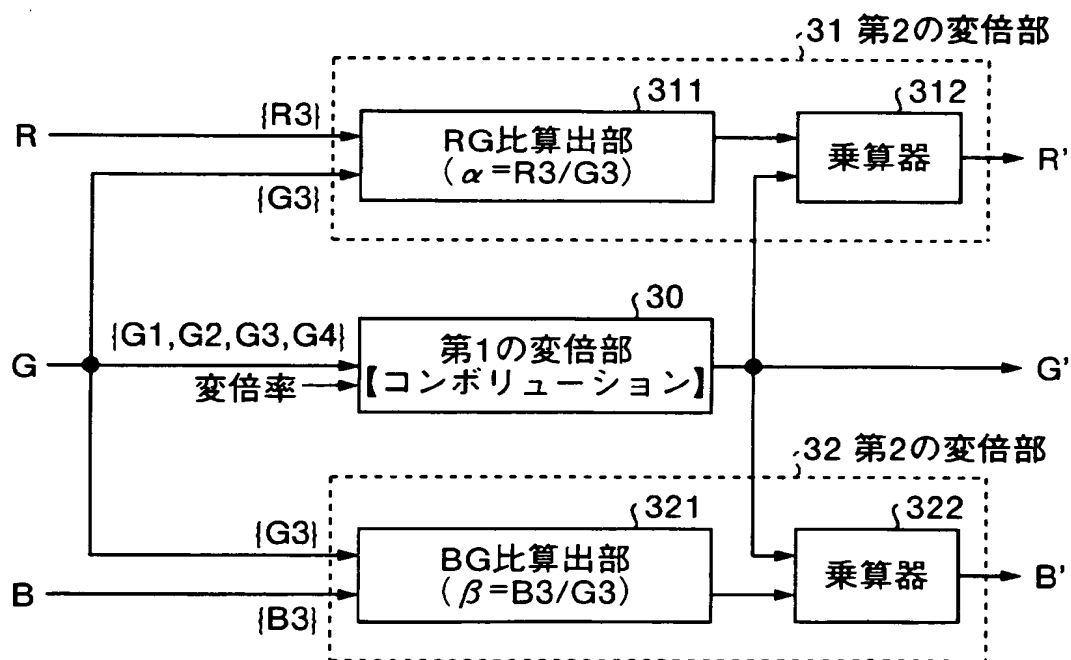 31 第2の変倍部
311
312
R
{R3}
RG比算出部
(α=R3/G3)
乗算器
R'
{G3}
30
{G1,G2,G3,G4}
G
変倍率
第1の変倍部
【コンボリューション】
G'
32 第2の変倍部
321
322
{G3}
BG比算出部
(β=B3/G3)
乗算器
B'
B
{B3}